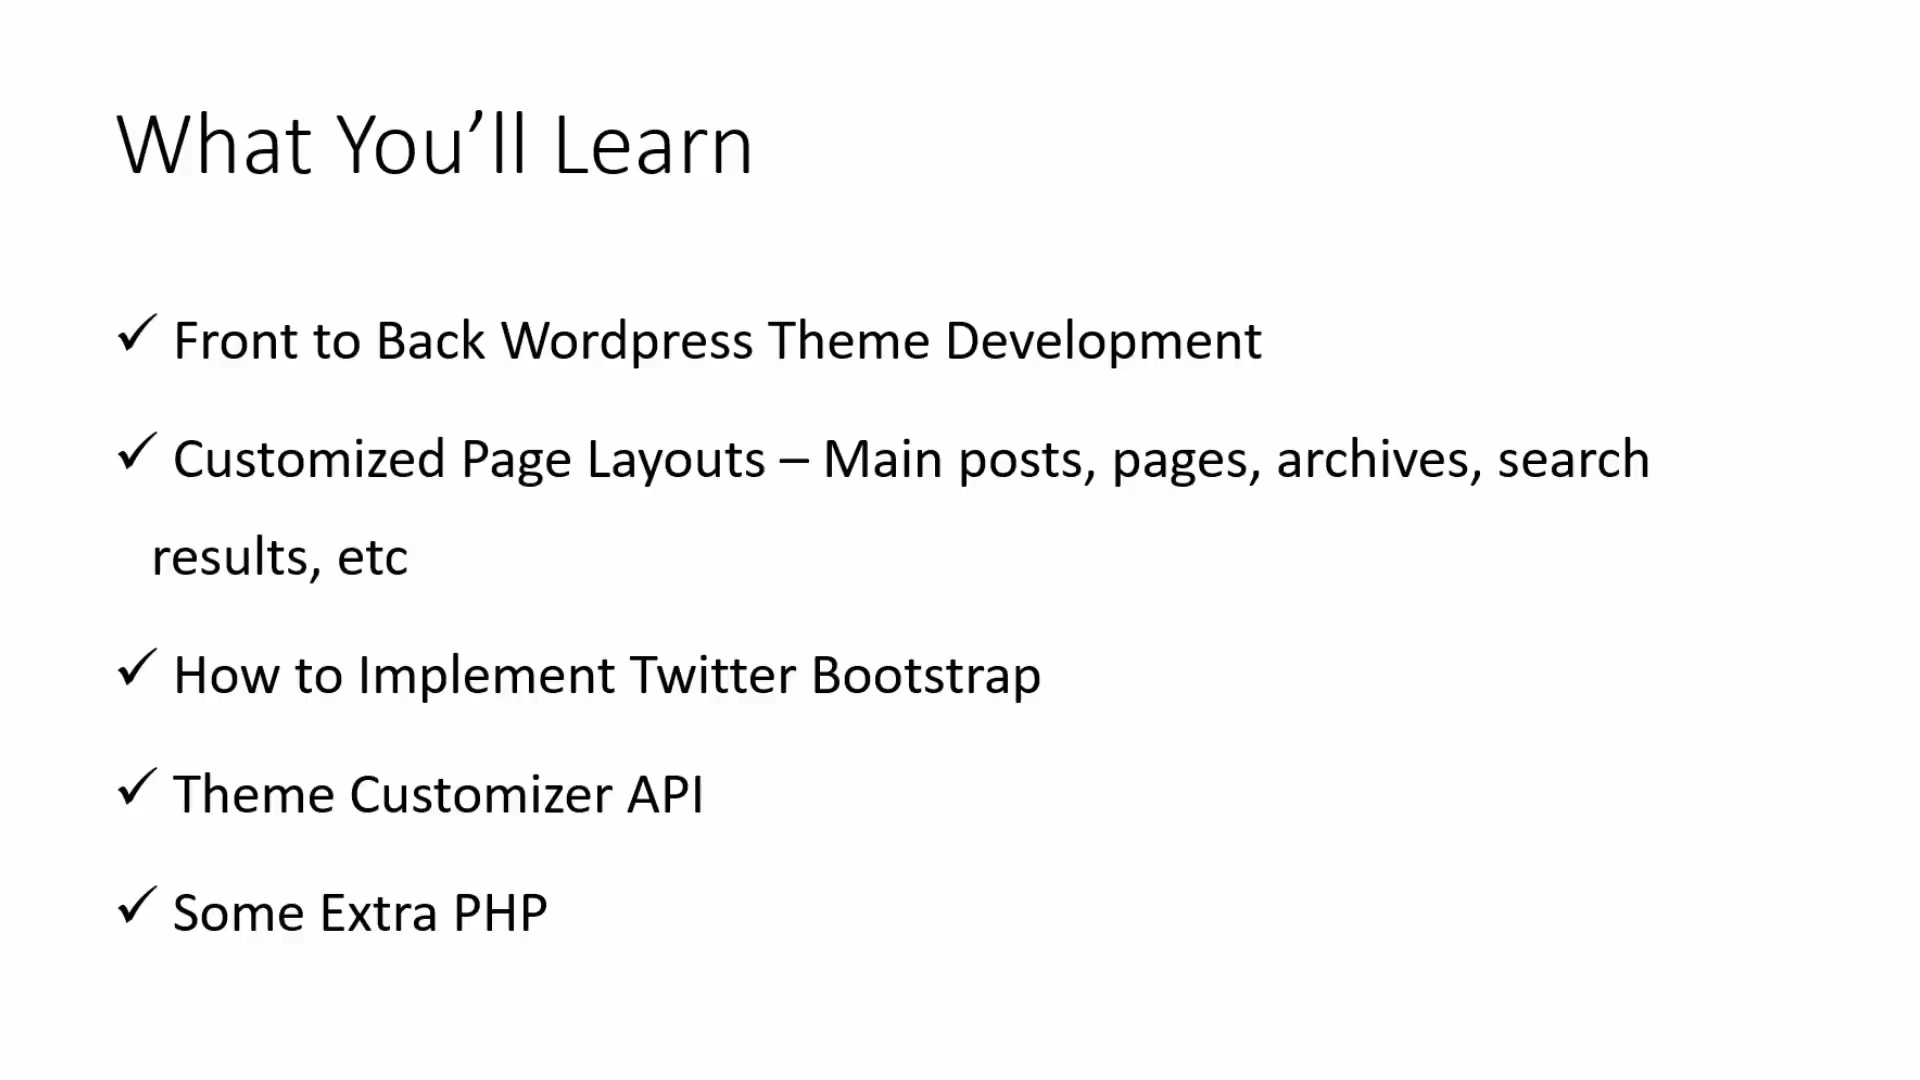 What You’ll Learn
✓ Front to Back Wordpress Theme Development
✓ Customized Page Layouts – Main posts, pages, archives, search
results, etc
✓ How to Implement Twitter Bootstrap
✓ Theme Customizer API
✓ Some Extra PHP